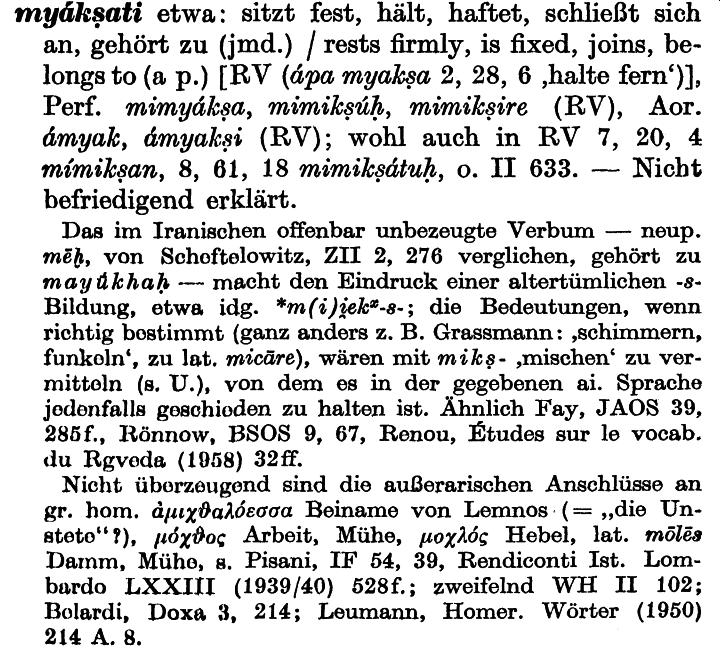 myákṣati etwa: sitzt fest, hält, haftet, schließt sich
an, gehört zu (jmd.) / rests firmly, is fixed, joins, be-
longs to (a p.) [RV (ápa myakṣa 2, 28, 6 ‚halte fern‘)],
Perf. mimyákṣa, mimikṣúḥ, mimikṣire (RV), Aor.
ámyak, ámyakṣi (RV); wohl auch in RV 7, 20, 4
mímikṣan, 8, 61, 18 mimikṣátuḥ, o. II 633. — Nicht
befriedigend erklärt.
Das im Iranischen offenbar unbezeugte Verbum — neup.
mēḫ, von Scheftelowitz, ZII 2, 276 verglichen, gehört zu
mayū́khaḥ — macht den Eindruck einer altertümlichen -s-
Bildung, etwa idg. *m(i)i̯ekˣ-s-; die Bedeutungen, wenn
richtig bestimmt (ganz anders z. B. Grassmann: ‚schimmern,
funkeln‘, zu lat. micāre), wären mit mikṣ- ‚mischen‘ zu ver-
mitteln (s. U.), von dem es in der gegebenen ai. Sprache
jedenfalls geschieden zu halten ist. Ähnlich Fay, JAOS 39,
285f., Rönnow, BSOS 9, 67, Renou, Études sur le vocab.
du Rgveda (1958) 32ff.
Nicht überzeugend sind die außerarischen Anschlüsse an
gr. hom. ἀμιχθαλόεσσα Beiname von Lemnos (= „die Un-
stete“?), μόχθος Arbeit, Mühe, μοχλός Hebel, lat. mōlēs
Damm, Mühe, s. Pisani, IF 54, 39, Rendiconti Ist. Lom-
bardo LXXIII (1939/40) 528f.; zweifelnd WH II 102;
Bolardi, Doxa 3, 214; Leumann, Homer. Wörter (1950)
214 A. 8.